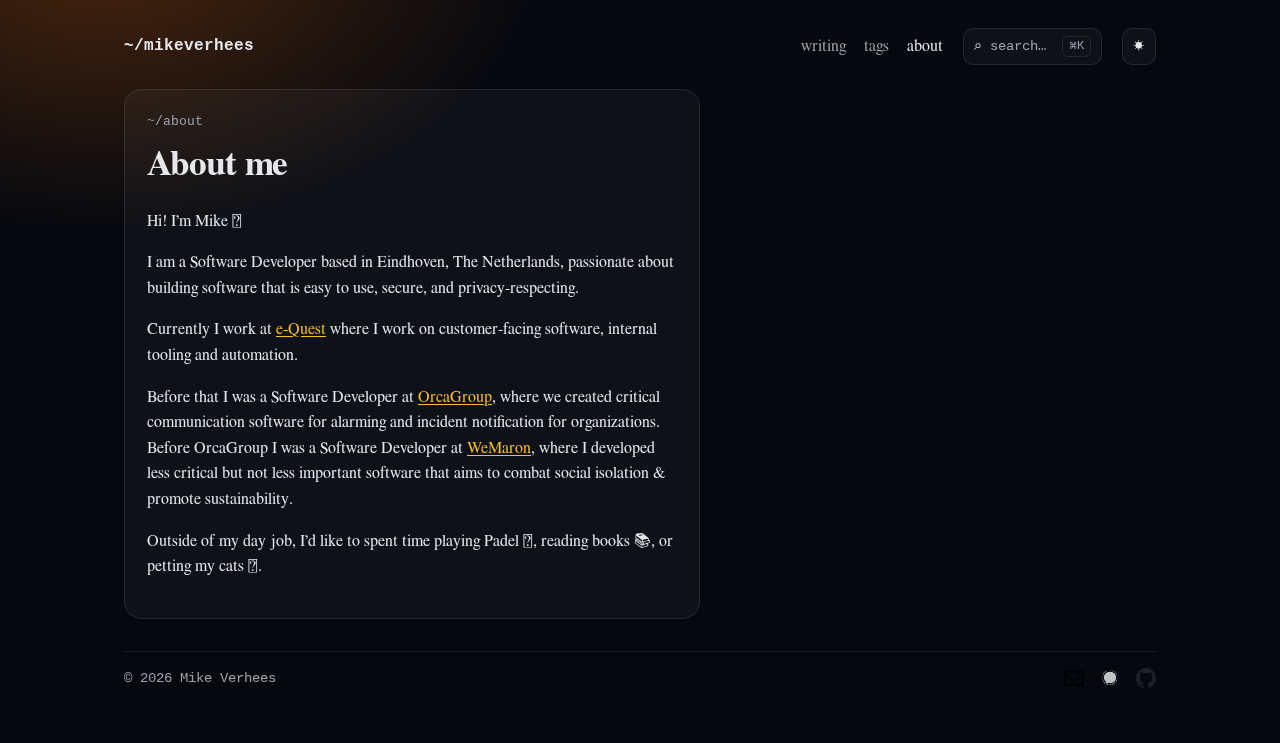 ~/mikeverhees
writing tags about ⌕ search… ⌘K
~/about
About me
Hi! I’m Mike
I am a Software Developer based in Eindhoven, The Netherlands, passionate about
building software that is easy to use, secure, and privacy-respecting.
Currently I work at e-Quest where I work on customer-facing software, internal
tooling and automation.
Before that I was a Software Developer at OrcaGroup, where we created critical
communication software for alarming and incident notification for organizations.
Before OrcaGroup I was a Software Developer at WeMaron, where I developed
less critical but not less important software that aims to combat social isolation &
promote sustainability.
Outside of my day job, I’d like to spent time playing Padel , reading books 📚, or
petting my cats .
© 2026 Mike Verhees